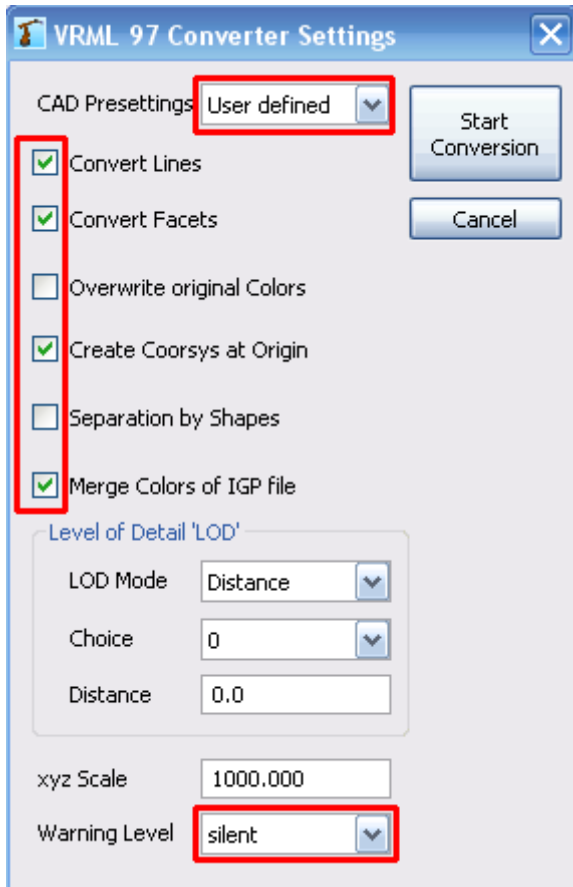 VRML 97 Converter Settings
CAD Presettings User defined
Start
Conversion
Convert Lines
Convert Facets
Cancel
Overwrite original Colors
Create Coorsys at Origin
Separation by Shapes
Merge Colors of IGP file
Level of Detail 'LOD'
LOD Mode Distance
Choice 0
Distance 0.0
xyz Scale 1000.000
Warning Level silent